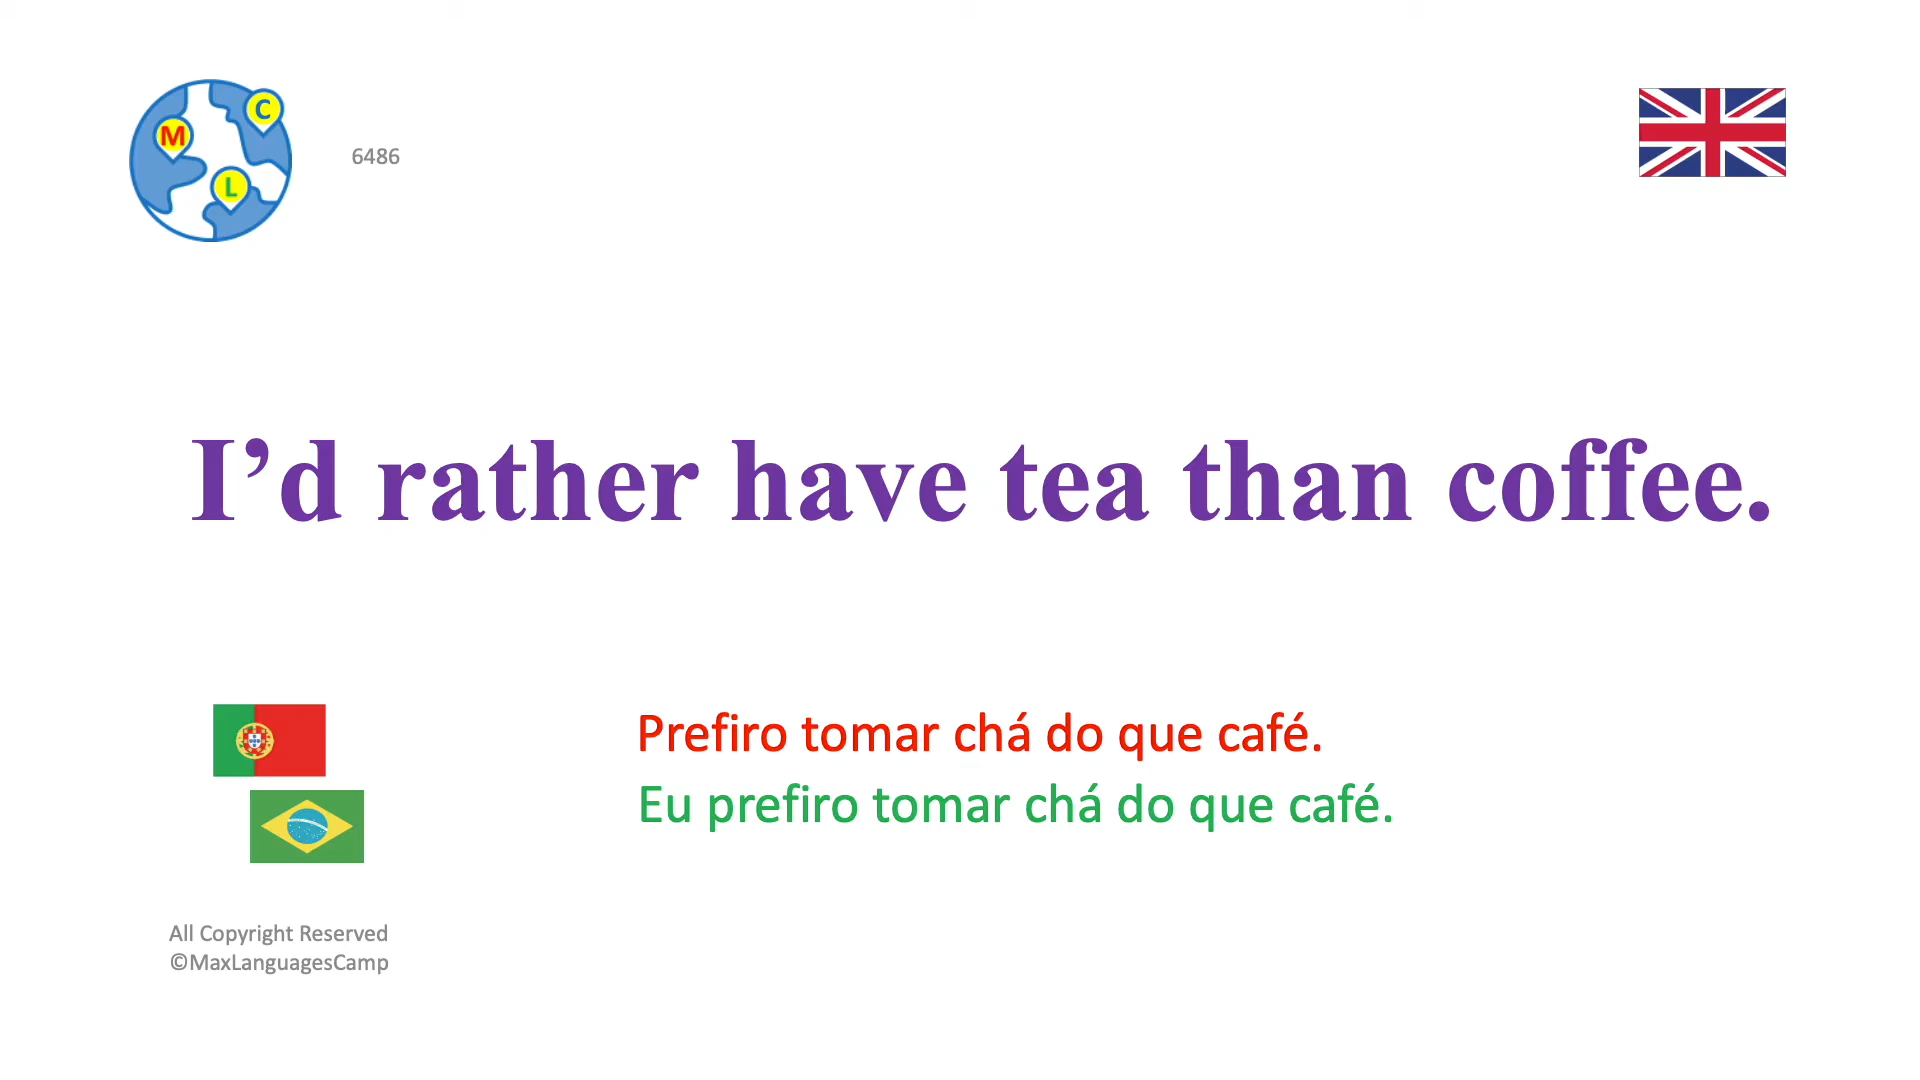 M
C
L
6486
I’d rather have tea than coffee.
Prefiro tomar chá do que café.
Eu prefiro tomar chá do que café.
All Copyright Reserved
©MaxLanguagesCamp